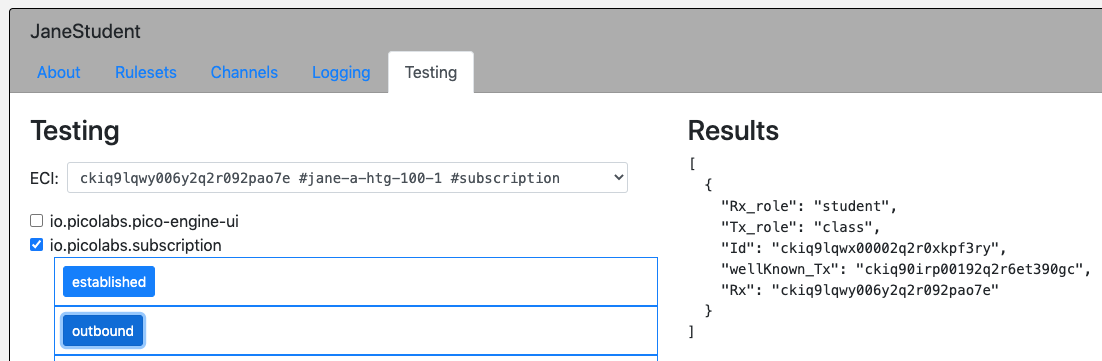 JaneStudent
About Rulesets Channels Logging Testing
Testing
ECI: ckiq9lqwy006y2q2r092pao7e #jane-a-htg-100-1 #subscription
io.picolabs.pico-engine-ui
io.picolabs.subscription
established
outbound
Results
[
{
"Rx_role": "student",
"Tx_role": "class",
"Id": "ckiq9lqwx00002q2r0xkpf3ry",
"wellKnown_Tx": "ckiq90irp00192q2r6et390gc",
"Rx": "ckiq9lqwy006y2q2r092pao7e"
}
]